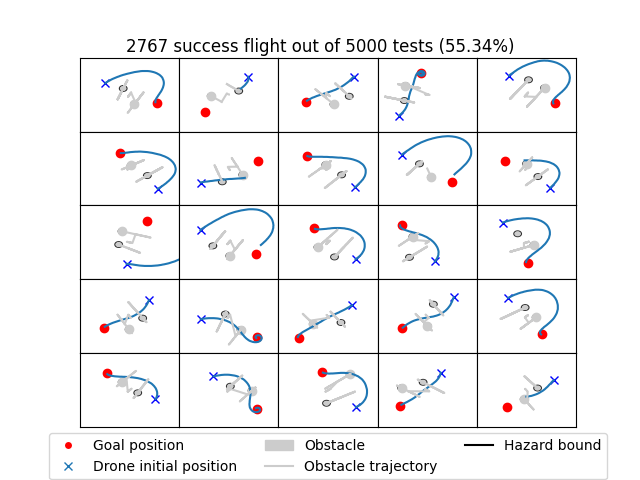 2767 success flight out of 5000 tests (55.34%)
Goal position
Drone initial position
Obstacle
Obstacle trajectory
Hazard bound